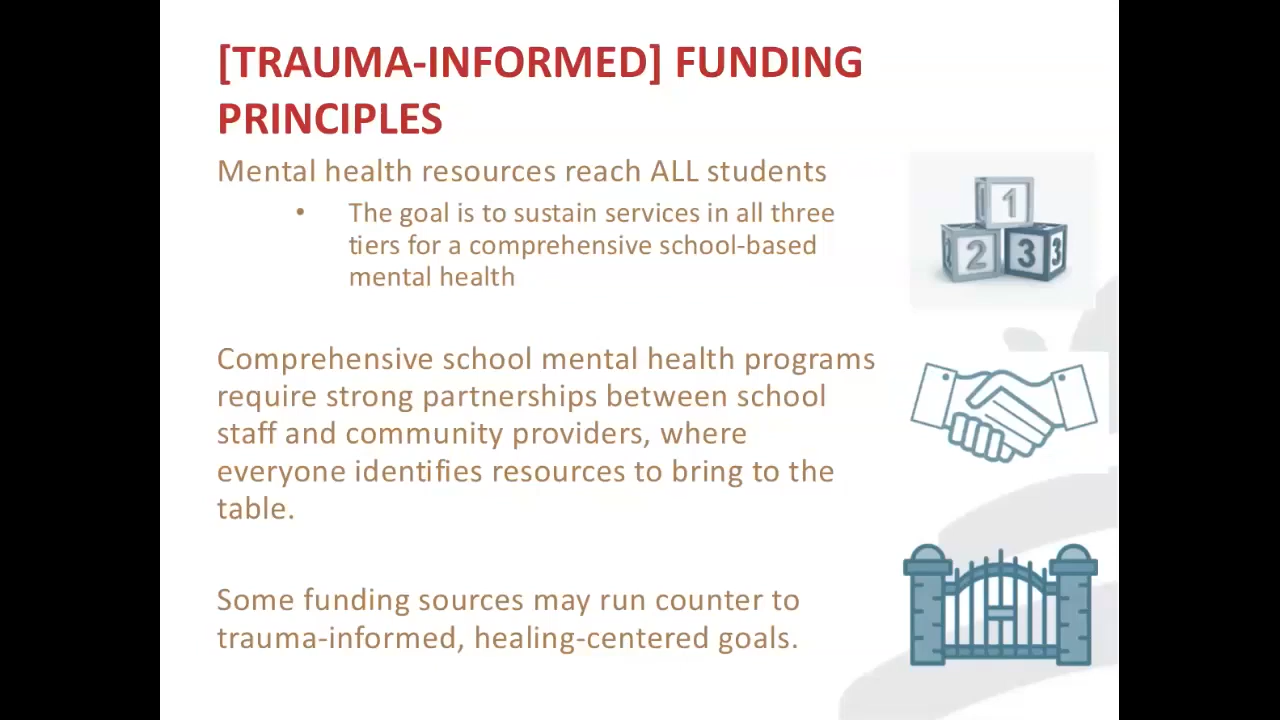 [TRAUMA-INFORMED] FUNDING
PRINCIPLES
Mental health resources reach ALL students
• The goal is to sustain services in all three
tiers for a comprehensive school-based
mental health
1
2 3 3
Comprehensive school mental health programs
require strong partnerships between school
staff and community providers, where
everyone identifies resources to bring to the
table.
Some funding sources may run counter to
trauma-informed, healing-centered goals.